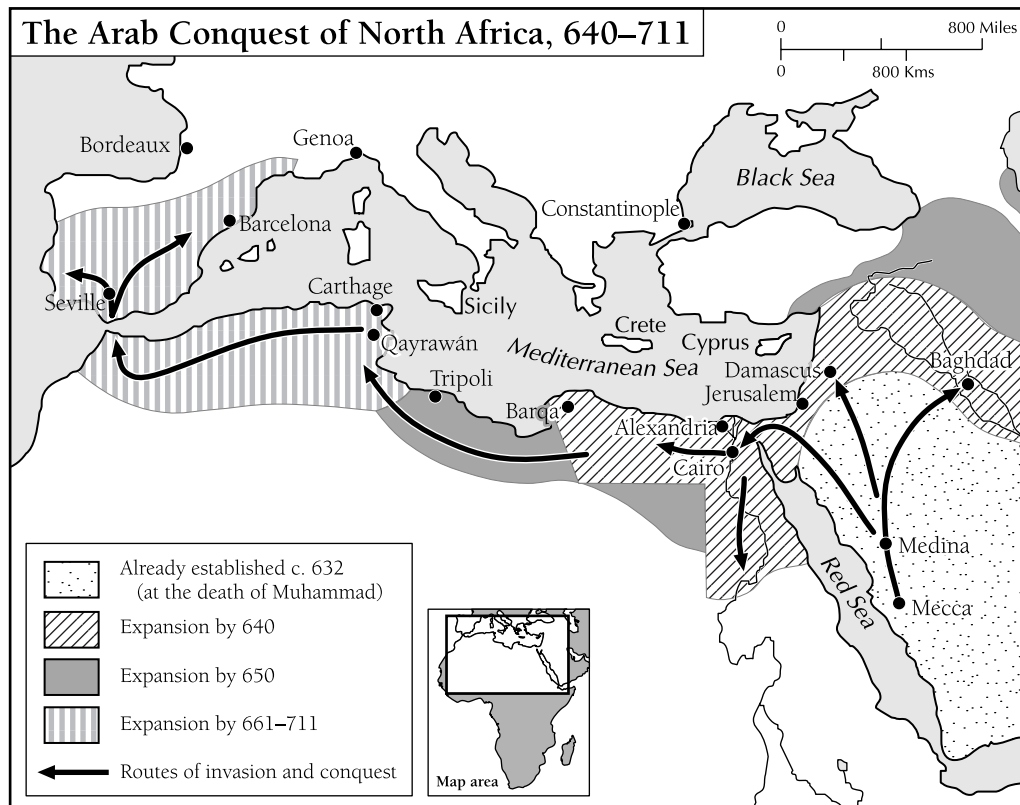 The Arab Conquest of North Africa, 640–711
0 800 Miles
0 800 Kms
Bordeaux
Genoa
Black Sea
Constantinople
Barcelona
Seville
Carthage
Sicily
Qayrawán
Crete
Cyprus
Mediterranean Sea
Tripoli
Damascus
Baghdad
Jerusalem
Barqa
Alexandria
Cairo
Medina
Red Sea
Mecca
Already established c. 632
(at the death of Muhammad)
Expansion by 640
Expansion by 650
Expansion by 661–711
Routes of invasion and conquest
Map area